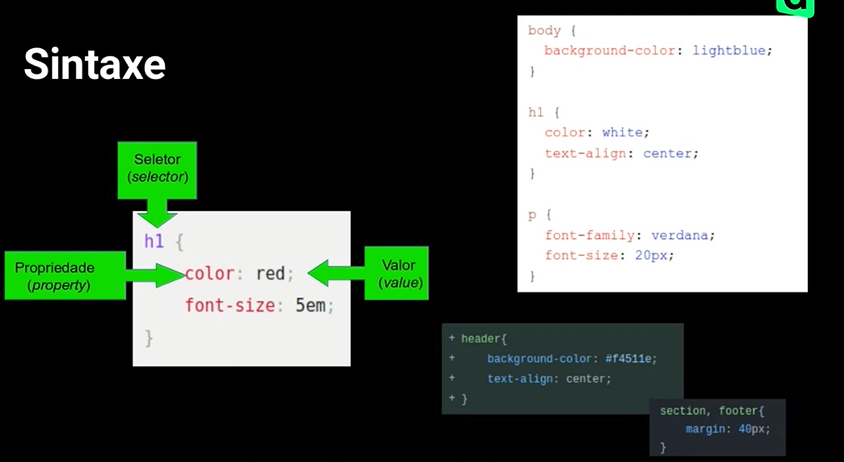 Sintaxe
Seletor
(selector)
h1 {
Propriedade
(property)
color: red;
Valor
(value)
font-size: 5em;
}
body {
background-color: lightblue;
}
h1 {
color: white;
text-align: center;
}
p {
font-family: verdana;
font-size: 20px;
}
+ header{
+ background-color: #f4511e;
+ text-align: center;
+ }
section, footer{
margin: 40px;
}